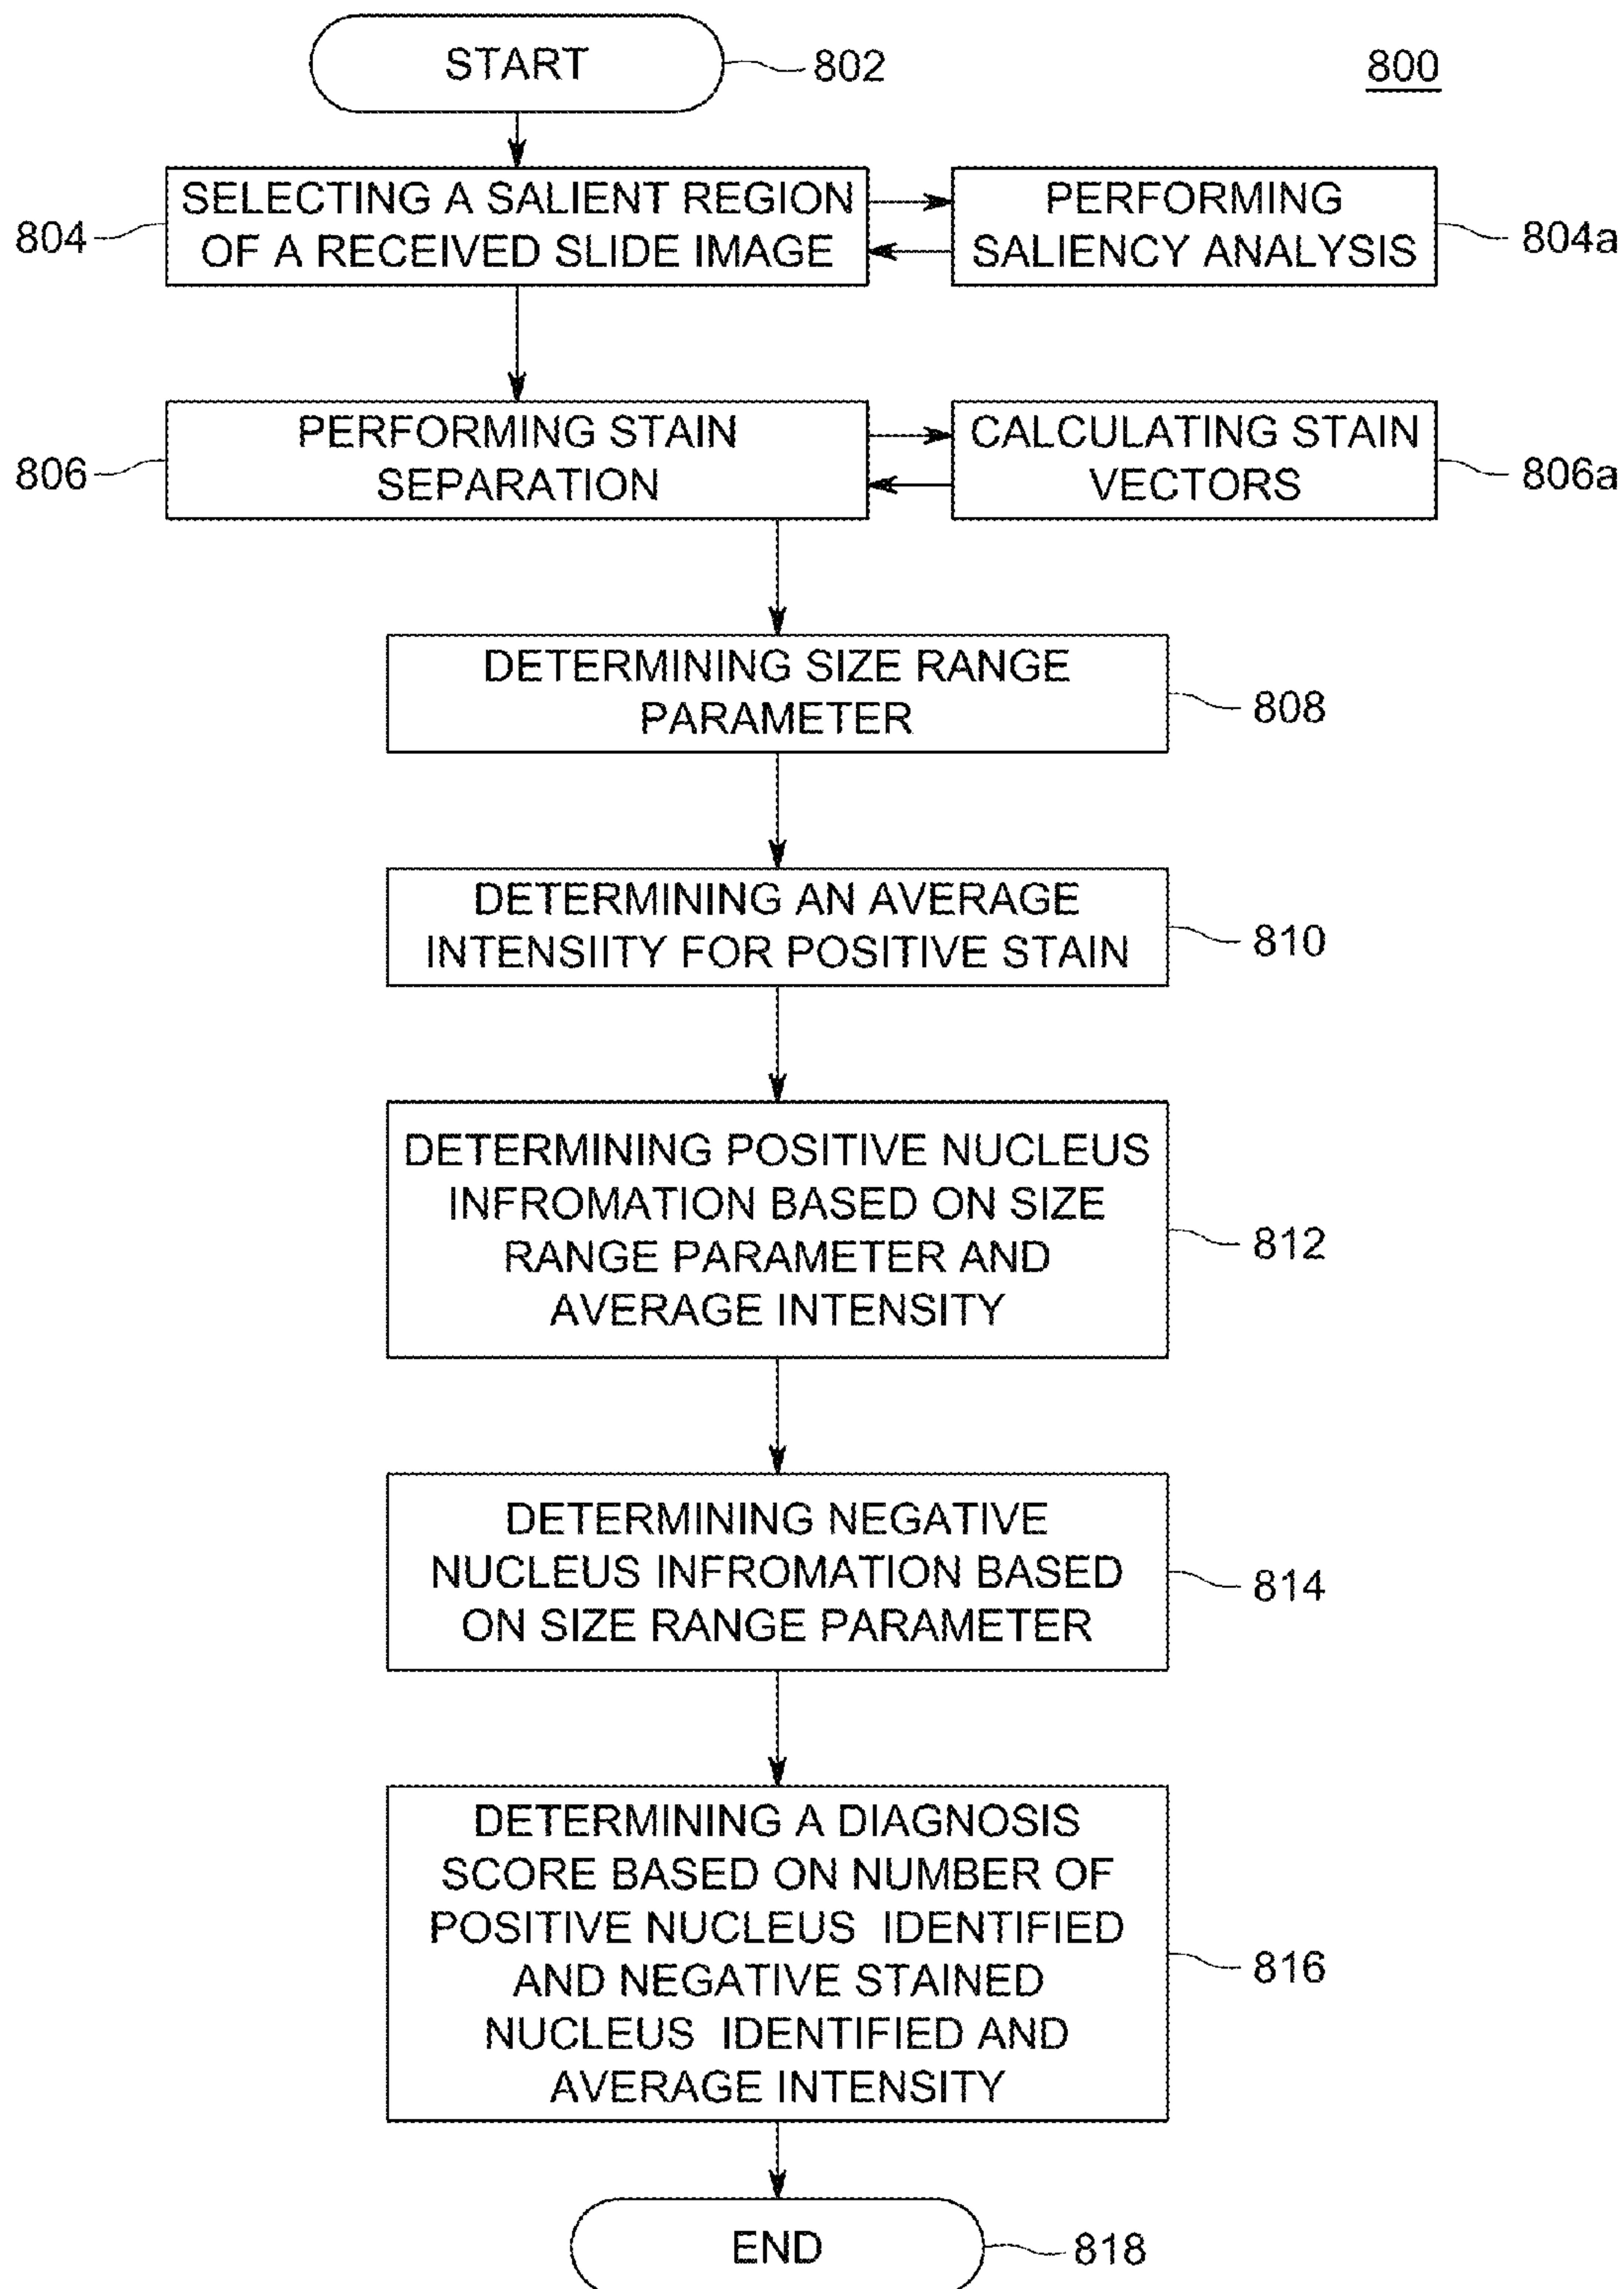 START
802
800
804
SELECTING A SALIENT REGION
OF A RECEIVED SLIDE IMAGE
PERFORMING
SALIENCY ANALYSIS
804a
806
PERFORMING STAIN
SEPARATION
CALCULATING STAIN
VECTORS
806a
DETERMINING SIZE RANGE
PARAMETER
808
DETERMINING AN AVERAGE
INTENSIITY FOR POSITIVE STAIN
810
DETERMINING POSITIVE NUCLEUS
INFROMATION BASED ON SIZE
RANGE PARAMETER AND
AVERAGE INTENSITY
812
DETERMINING NEGATIVE
NUCLEUS INFROMATION BASED
ON SIZE RANGE PARAMETER
814
DETERMINING A DIAGNOSIS
SCORE BASED ON NUMBER OF
POSITIVE NUCLEUS IDENTIFIED
AND NEGATIVE STAINED
NUCLEUS IDENTIFIED AND
AVERAGE INTENSITY
816
END
818